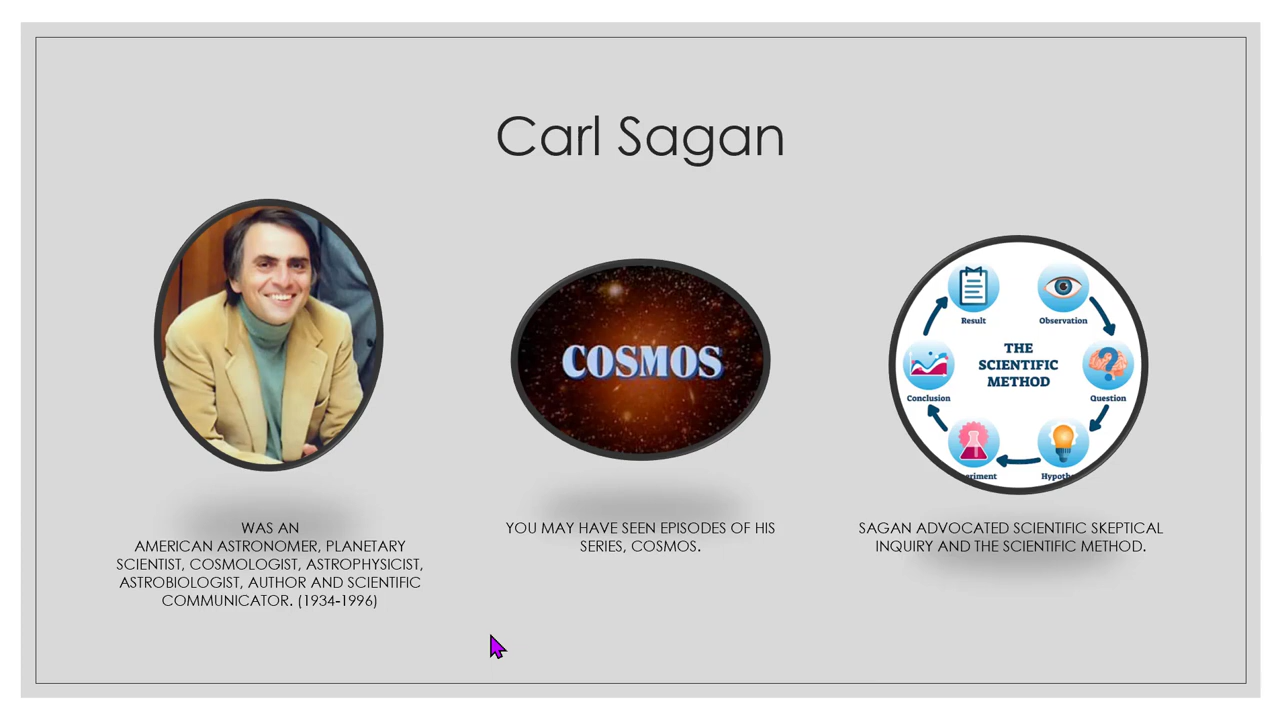 Carl Sagan
COSMOS
Result
Observation
THE
SCIENTIFIC
METHOD
Conclusion
Question
WAS AN
AMERICAN ASTRONOMER, PLANETARY
SCIENTIST, COSMOLOGIST, ASTROPHYSICIST,
ASTROBIOLOGIST, AUTHOR AND SCIENTIFIC
COMMUNICATOR. (1934-1996)
YOU MAY HAVE SEEN EPISODES OF HIS
SERIES, COSMOS.
SAGAN ADVOCATED SCIENTIFIC SKEPTICAL
INQUIRY AND THE SCIENTIFIC METHOD.